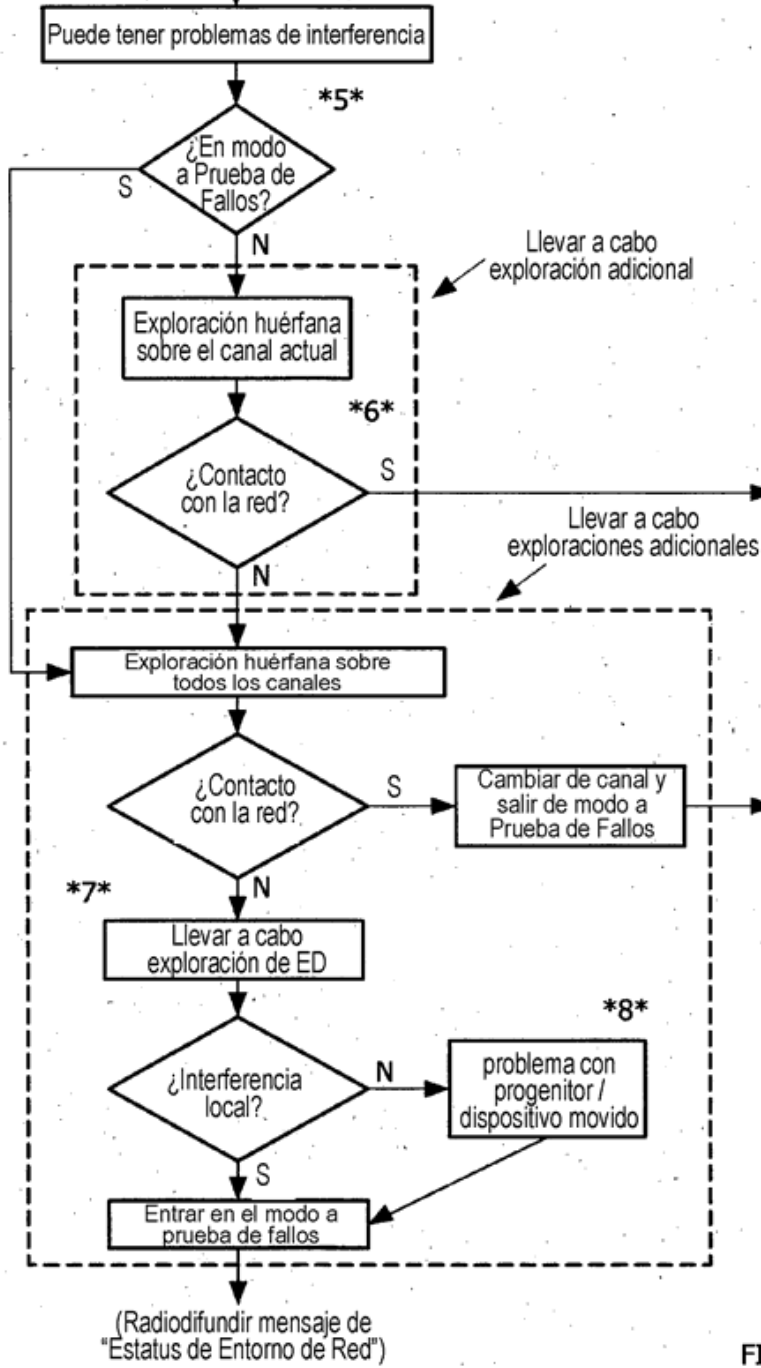 Puede tener problemas de interferencia
*5*
¿En modo
a Prueba de
Fallos?
S
N
Llevar a cabo
exploración adicional
Exploración huérfana
sobre el canal actual
*6*
¿Contacto
con la red?
S
N
Llevar a cabo
exploraciones adicionales
Exploración huérfana sobre
todos los canales
¿Contacto
con la red?
S
Cambiar de canal y
salir de modo a
Prueba de Fallos
N
*7*
Llevar a cabo
exploración de ED
*8*
¿Interferencia
local?
N
problema con
progenitor /
dispositivo movido
S
Entrar en el modo a
prueba de fallos
(Radiodifundir mensaje de
"Estatus de Entorno de Red")